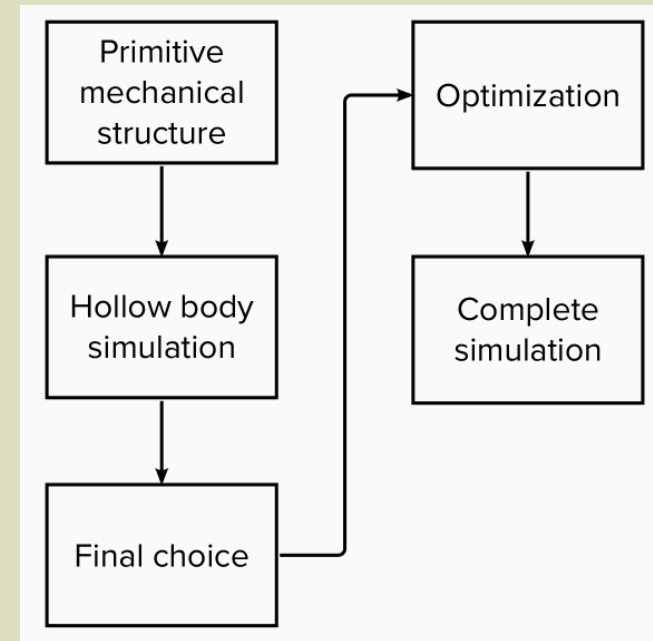 Primitive
mechanical
structure
Hollow body
simulation
Final choice
Optimization
Complete
simulation